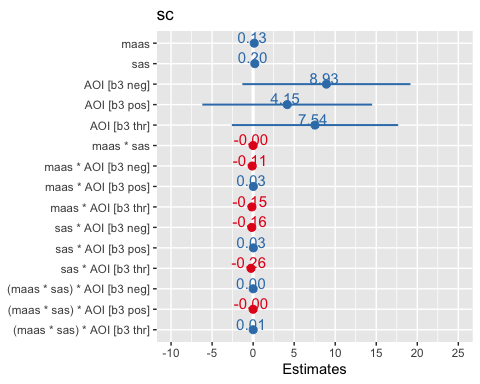 sc
maas
0.13
sas
0.20
AOI [b3 neg]
8.93
AOI [b3 pos]
4.15
AOI [b3 thr]
7.54
maas * sas
-0.00
maas * AOI [b3 neg]
-0.11
maas * AOI [b3 pos]
0.03
maas * AOI [b3 thr]
-0.15
sas * AOI [b3 neg]
-0.16
sas * AOI [b3 pos]
0.03
sas * AOI [b3 thr]
-0.26
(maas * sas) * AOI [b3 neg]
0.00
(maas * sas) * AOI [b3 pos]
-0.00
(maas * sas) * AOI [b3 thr]
0.01
-10 -5 0 5 10 15 20 25
Estimates